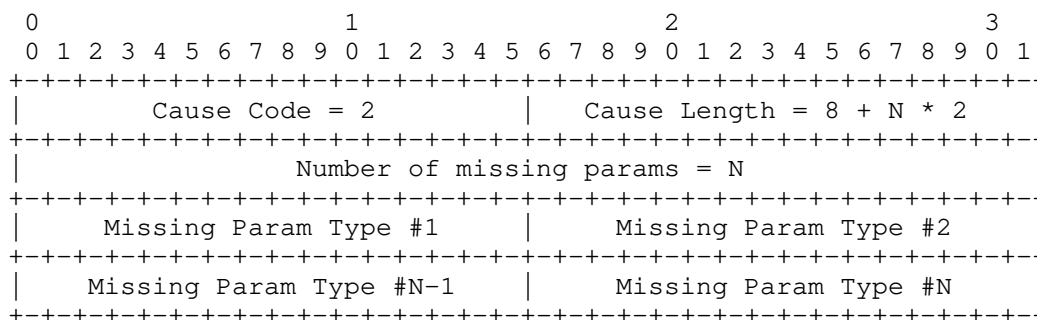 0                   1                   2                   3
0 1 2 3 4 5 6 7 8 9 0 1 2 3 4 5 6 7 8 9 0 1 2 3 4 5 6 7 8 9 0 1
+-+-+-+-+-+-+-+-+-+-+-+-+-+-+-+-+-+-+-+-+-+-+-+-+-+-+-+-+-+-+-+-
|        Cause Code = 2         |   Cause Length = 8 + N * 2
+-+-+-+-+-+-+-+-+-+-+-+-+-+-+-+-+-+-+-+-+-+-+-+-+-+-+-+-+-+-+-+-
|                 Number of missing params = N
+-+-+-+-+-+-+-+-+-+-+-+-+-+-+-+-+-+-+-+-+-+-+-+-+-+-+-+-+-+-+-+-
|     Missing Param Type #1     |     Missing Param Type #2
+-+-+-+-+-+-+-+-+-+-+-+-+-+-+-+-+-+-+-+-+-+-+-+-+-+-+-+-+-+-+-+-
|    Missing Param Type #N-1    |     Missing Param Type #N
+-+-+-+-+-+-+-+-+-+-+-+-+-+-+-+-+-+-+-+-+-+-+-+-+-+-+-+-+-+-+-+-